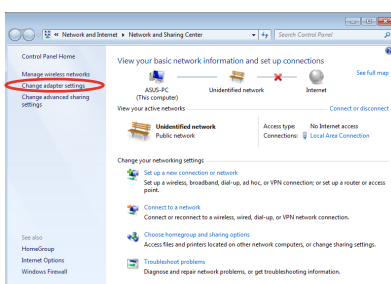 « Network and Internet ▸ Network and Sharing Center
Search Control Panel
Control Panel Home
Manage wireless networks
Change adapter settings
Change advanced sharing
settings
See also
HomeGroup
Internet Options
Windows Firewall
View your basic network information and set up connections
See full map
ASUS-PC
(This computer)
Unidentified network
Internet
View your active networks
Connect or disconnect
Unidentified network
Public network
Access type: No Internet access
Connections: Local Area Connection
Change your networking settings
Set up a new connection or network
Set up a wireless, broadband, dial-up, ad hoc, or VPN connection; or set up a router or access
point.
Connect to a network
Connect or reconnect to a wireless, wired, dial-up, or VPN network connection.
Choose homegroup and sharing options
Access files and printers located on other network computers, or change sharing settings.
Troubleshoot problems
Diagnose and repair network problems, or get troubleshooting information.